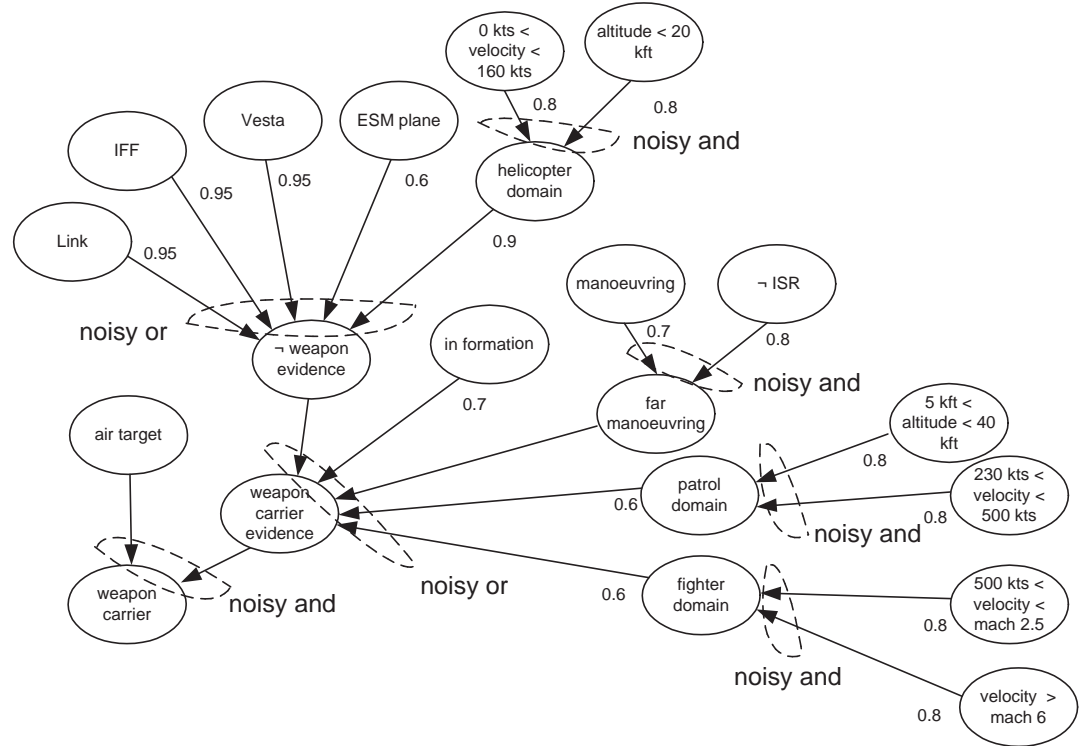 0 kts <
velocity <
160 kts
altitude < 20
kft
0.8
0.8
noisy and
helicopter
domain
Vesta
ESM plane
IFF
Link
0.95
0.95
0.95
0.6
0.9
noisy or
¬ weapon
evidence
manoeuvring
¬ ISR
0.7
0.8
noisy and
far
manoeuvring
in formation
0.7
air target
weapon
carrier
evidence
noisy or
weapon
carrier
noisy and
5 kft <
altitude < 40
kft
0.8
230 kts <
velocity <
500 kts
0.8
patrol
domain
0.6
noisy and
fighter
domain
0.6
500 kts <
velocity <
mach 2.5
0.8
noisy and
velocity >
mach 6
0.8